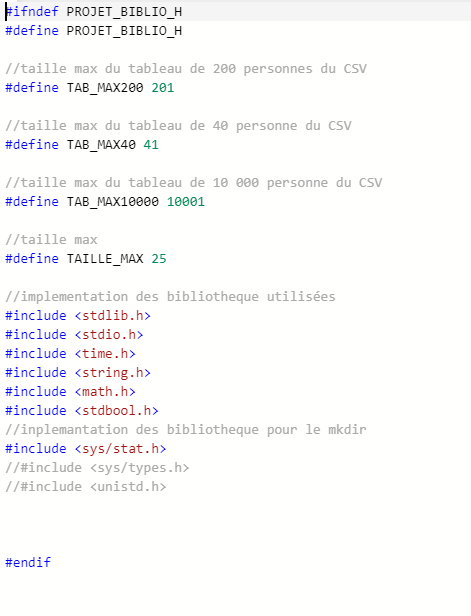 #ifndef PROJET_BIBLIO_H
#define PROJET_BIBLIO_H
//taille max du tableau de 200 personnes du CSV
#define TAB_MAX200 201
//taille max du tableau de 40 personne du CSV
#define TAB_MAX40 41
//taille max du tableau de 10 000 personne du CSV
#define TAB_MAX10000 10001
//taille max
#define TAILLE_MAX 25
//implementation des bibliotheque utilisées
#include <stdlib.h>
#include <stdio.h>
#include <time.h>
#include <string.h>
#include <math.h>
#include <stdbool.h>
//inplemantation des bibliotheque pour le mkdir
#include <sys/stat.h>
//#include <sys/types.h>
//#include <unistd.h>
#endif